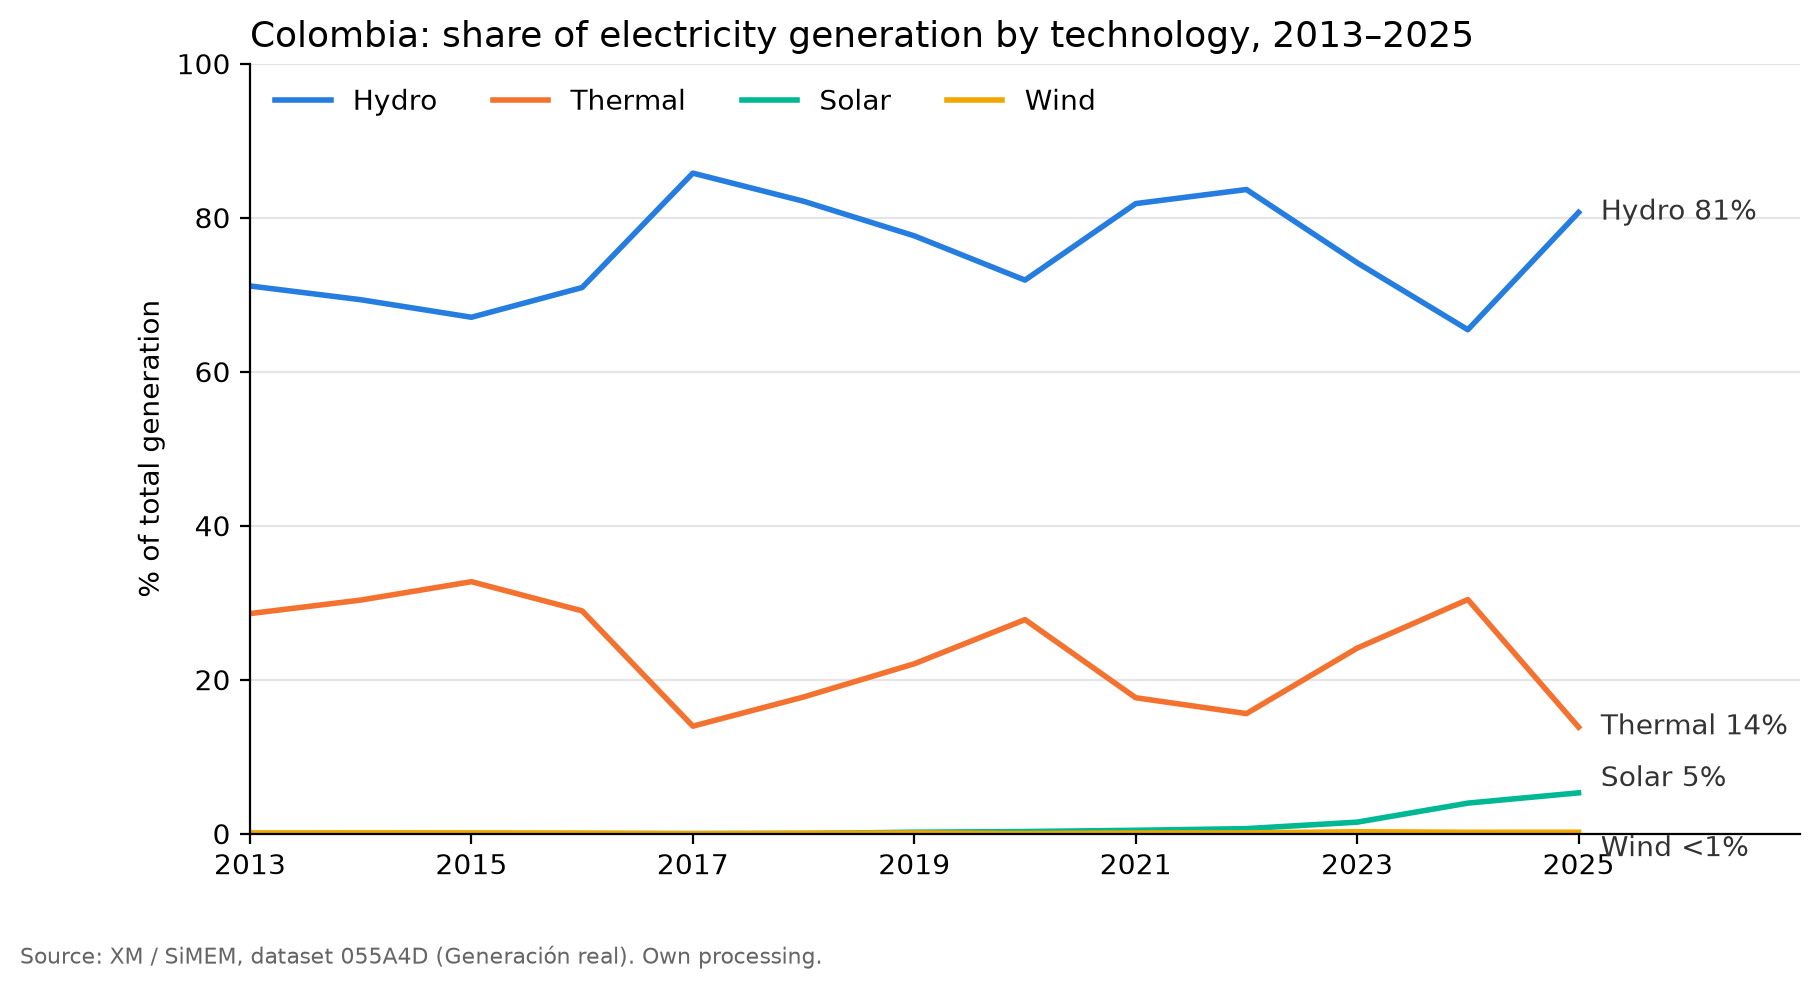 Colombia: share of electricity generation by technology, 2013–2025
% of total generation
100
80
60
40
20
0
Hydro Thermal Solar Wind
Hydro 81%
Thermal 14%
Solar 5%
Wind <1%
2013 2015 2017 2019 2021 2023 2025
Source: XM / SiMEM, dataset 055A4D (Generación real). Own processing.